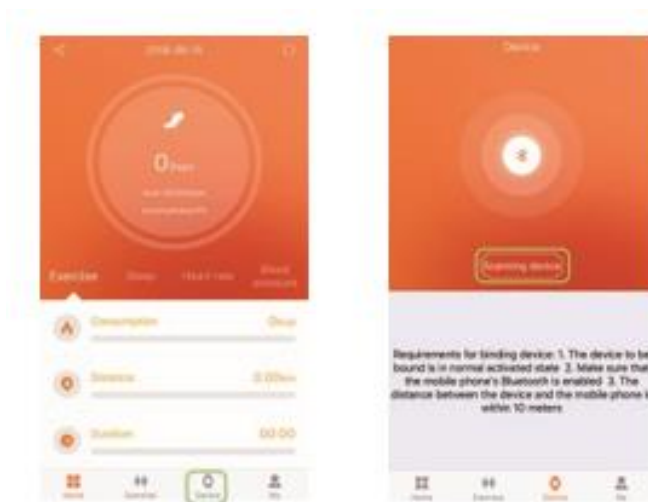 0
Exercise
Sleep
Heart rate
Blood
pressure
Consumption
0kcal
Distance
0.00km
Duration
00:00
Home
Exercise
Device
My
Device
Scanning device
Requirements for binding device: 1. The device to be
bound is in normal activated state 2. Make sure that
the mobile phone's Bluetooth is enabled 3. The
distance between the device and the mobile phone is
within 10 meters
Home
Exercise
Device
My